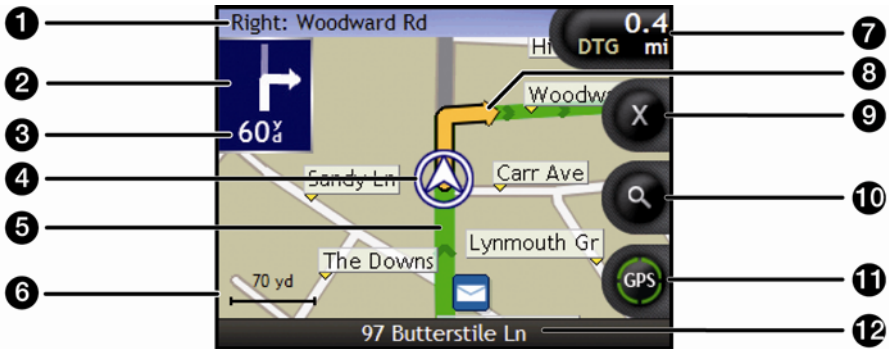 1
Right: Woodward Rd
0.4
DTG mi
7
2
Hi
8
Woodw
9
X
3
60 yd
4
Sandy Ln
Carr Ave
10
5
Lynmouth Gr
The Downs
6
70 yd
GPS
11
97 Butterstile Ln
12